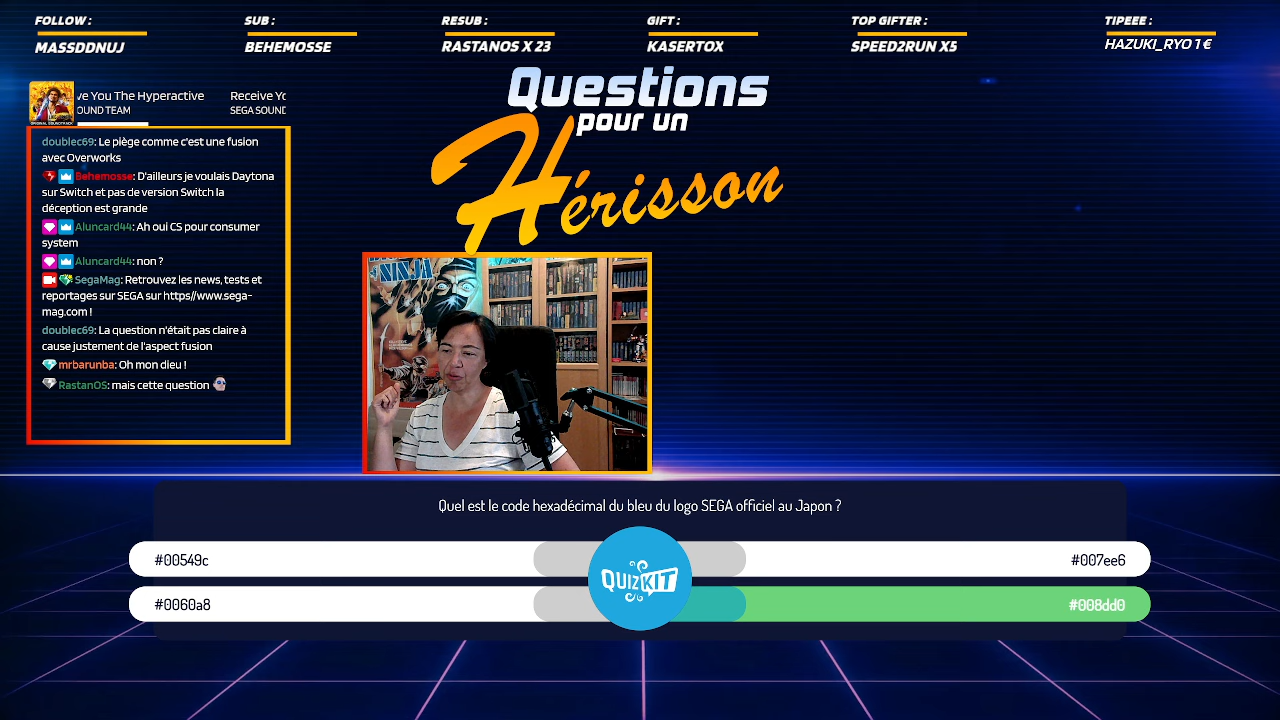 FOLLOW :
MASSDDNUJ
SUB :
BEHEMOSSE
RESUB :
RASTANOS X 23
GIFT :
KASERTOX
TOP GIFTER :
SPEED2RUN X5
TIPEEE :
HAZUKI_RYO 1 €
Questions
pour un
Hérisson
ve You The Hyperactive
OUND TEAM
Receive Yo
SEGA SOUND
ORIGINAL SOUNDTRACK
doublec69: Le piège comme c'est une fusion
avec Overworks
Behemosse: D'ailleurs je voulais Daytona
sur Switch et pas de version Switch la
déception est grande
Aluncard44: Ah oui CS pour consumer
system
Aluncard44: non ?
SegaMag: Retrouvez les news, tests et
reportages sur SEGA sur https//www.sega-
mag.com !
doublec69: La question n'était pas claire à
cause justement de l'aspect fusion
mrbarunba: Oh mon dieu !
RastanOS: mais cette question
NINJA
Quel est le code hexadécimal du bleu du logo SEGA officiel au Japon ?
#00549c
#007ee6
QUIZKIT
#0060a8
#008dd0